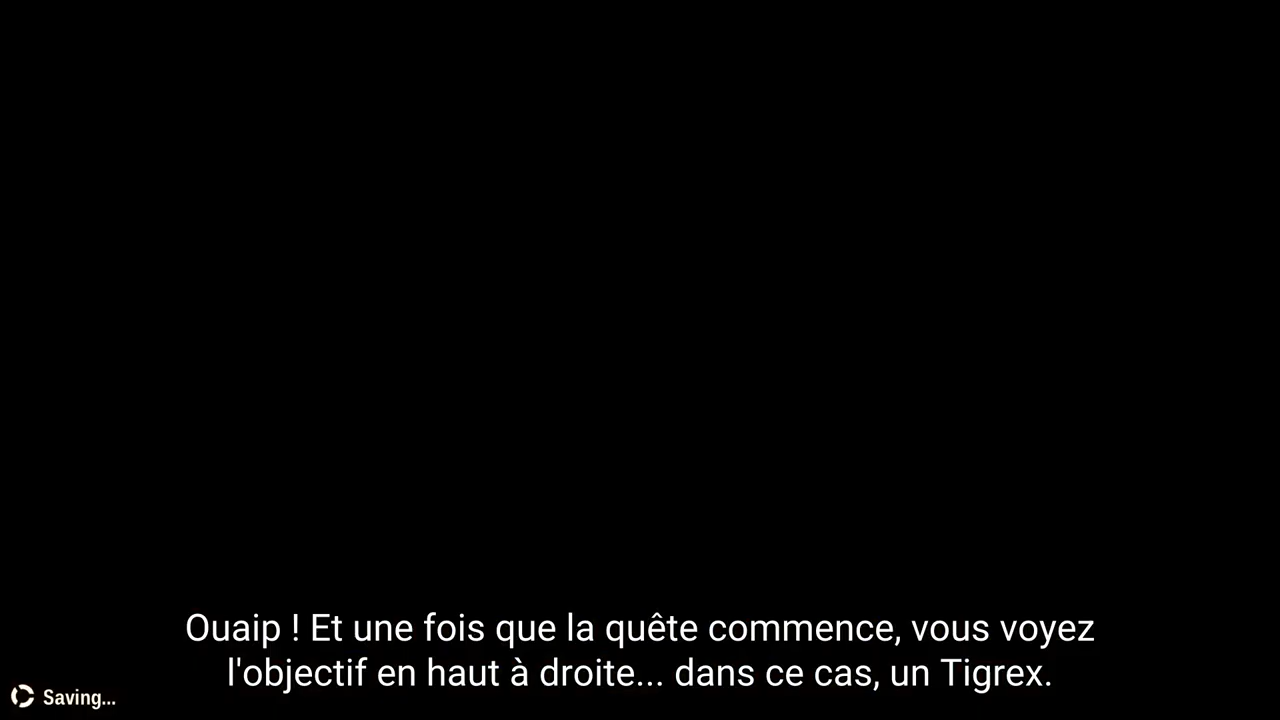 Ouaip ! Et une fois que la quête commence, vous voyez
l'objectif en haut à droite... dans ce cas, un Tigrex.
Saving...